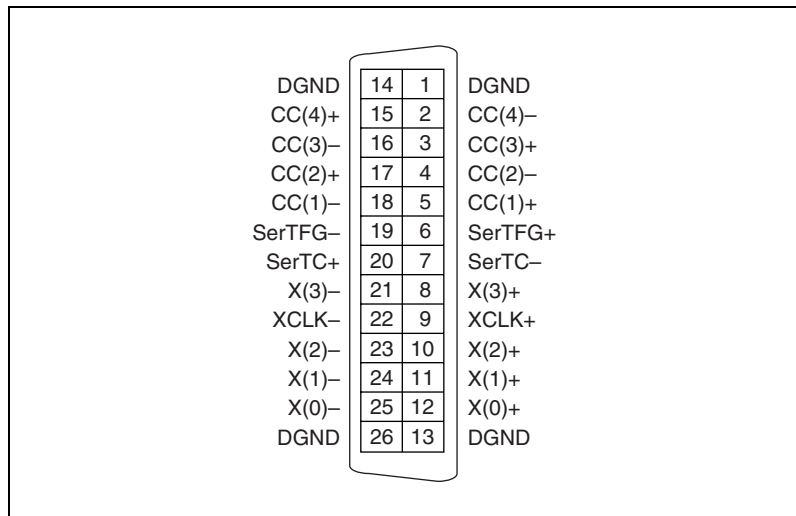 DGND 14 1 DGND
CC(4)+ 15 2 CC(4)–
CC(3)– 16 3 CC(3)+
CC(2)+ 17 4 CC(2)–
CC(1)– 18 5 CC(1)+
SerTFG– 19 6 SerTFG+
SerTC+ 20 7 SerTC–
X(3)– 21 8 X(3)+
XCLK– 22 9 XCLK+
X(2)– 23 10 X(2)+
X(1)– 24 11 X(1)+
X(0)– 25 12 X(0)+
DGND 26 13 DGND